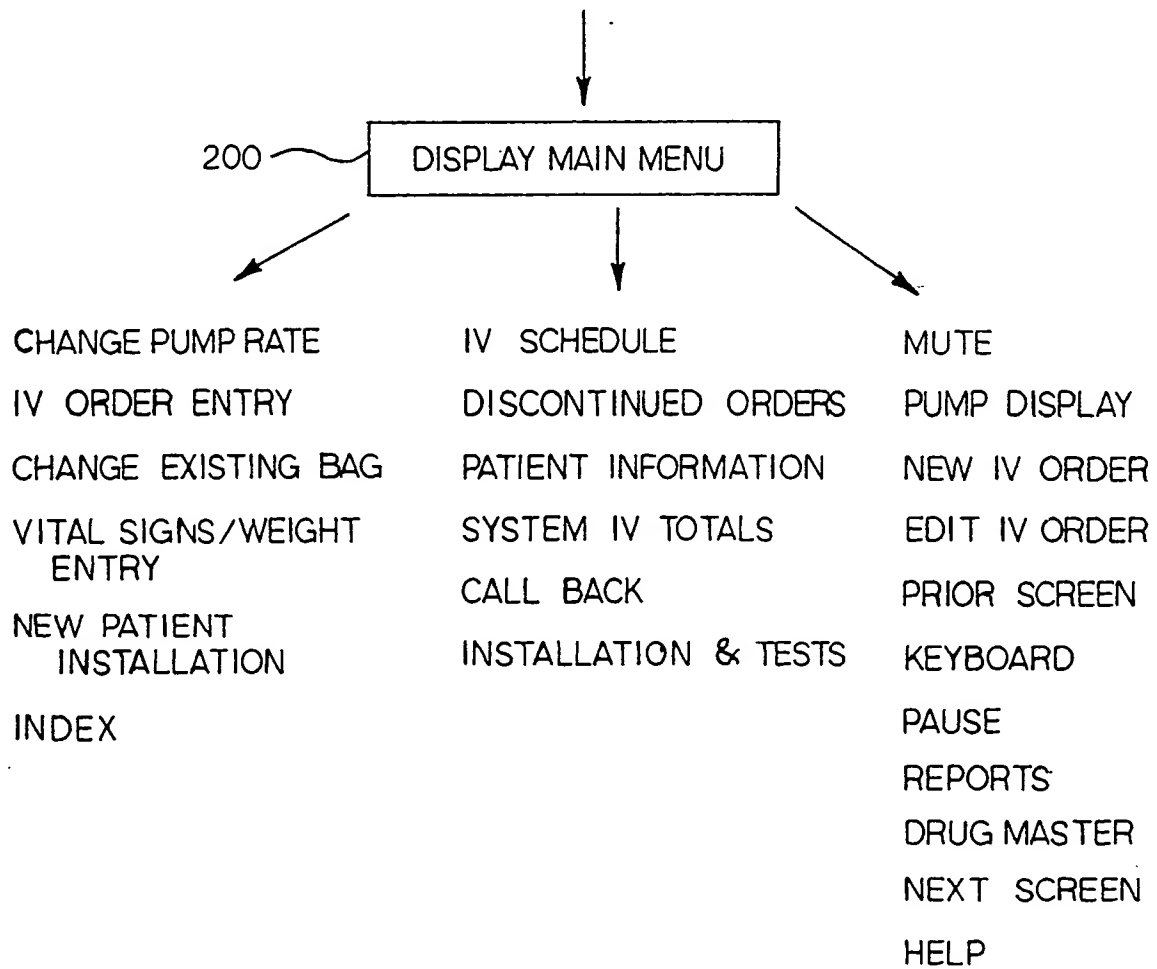 200
DISPLAY MAIN MENU
CHANGE PUMP RATE
IV ORDER ENTRY
CHANGE EXISTING BAG
VITAL SIGNS/WEIGHT
ENTRY
NEW PATIENT
INSTALLATION
INDEX
IV SCHEDULE
DISCONTINUED ORDERS
PATIENT INFORMATION
SYSTEM IV TOTALS
CALL BACK
INSTALLATION & TESTS
MUTE
PUMP DISPLAY
NEW IV ORDER
EDIT IV ORDER
PRIOR SCREEN
KEYBOARD
PAUSE
REPORTS
DRUG MASTER
NEXT SCREEN
HELP